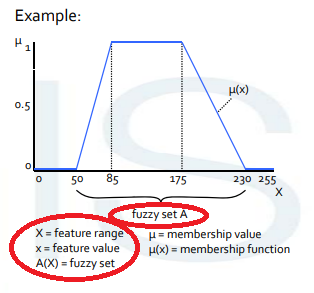 Example:
μ
1
μ(x)
0.5
0
0 50 85 175 230 255
X
fuzzy set A
X = feature range
x = feature value
A(X) = fuzzy set
μ = membership value
μ(x) = membership function
IS